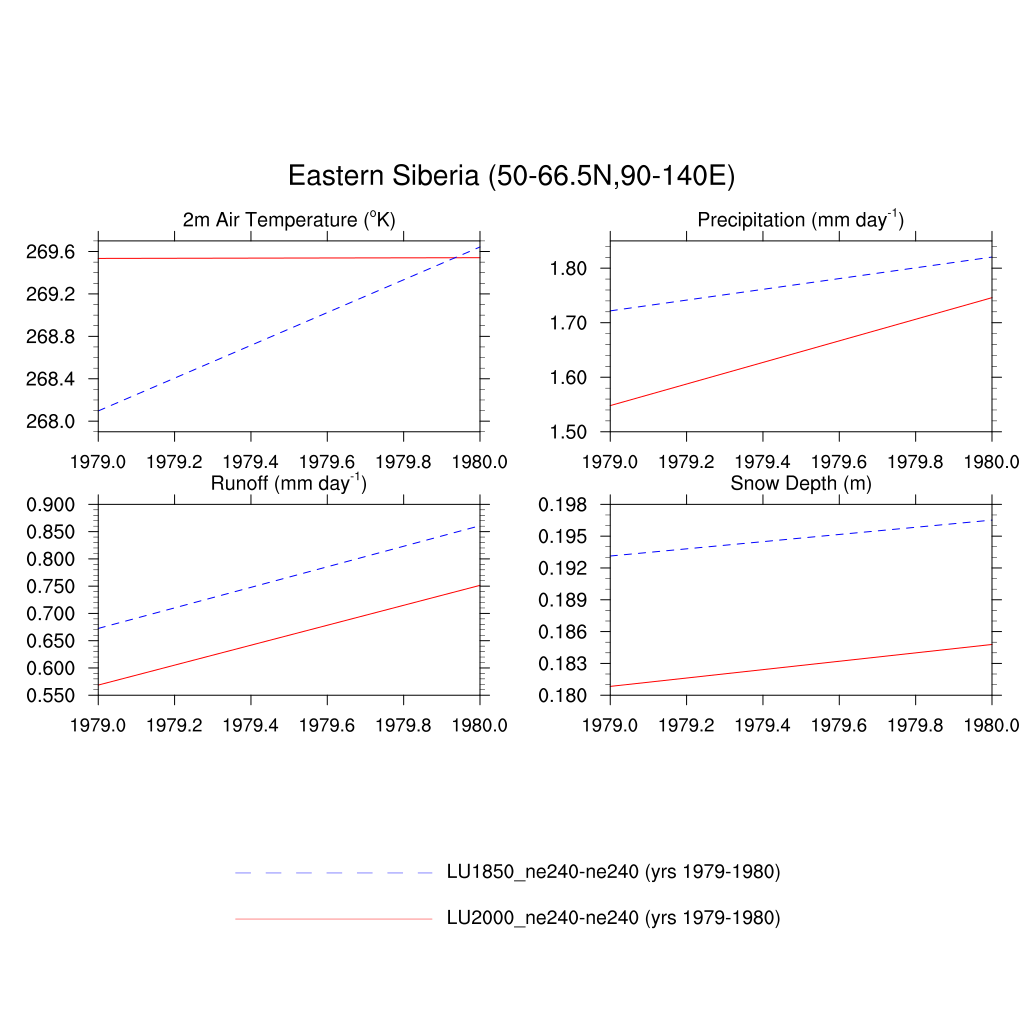 Eastern Siberia (50-66.5N,90-140E)
2m Air Temperature (°K)
269.6
269.2
268.8
268.4
268.0
1979.0 1979.2 1979.4 1979.6 1979.8 1980.0
Precipitation (mm day⁻¹)
1.80
1.70
1.60
1.50
1979.0 1979.2 1979.4 1979.6 1979.8 1980.0
Runoff (mm day⁻¹)
0.900
0.850
0.800
0.750
0.700
0.650
0.600
0.550
1979.0 1979.2 1979.4 1979.6 1979.8 1980.0
Snow Depth (m)
0.198
0.195
0.192
0.189
0.186
0.183
0.180
1979.0 1979.2 1979.4 1979.6 1979.8 1980.0
LU1850_ne240-ne240 (yrs 1979-1980)
LU2000_ne240-ne240 (yrs 1979-1980)